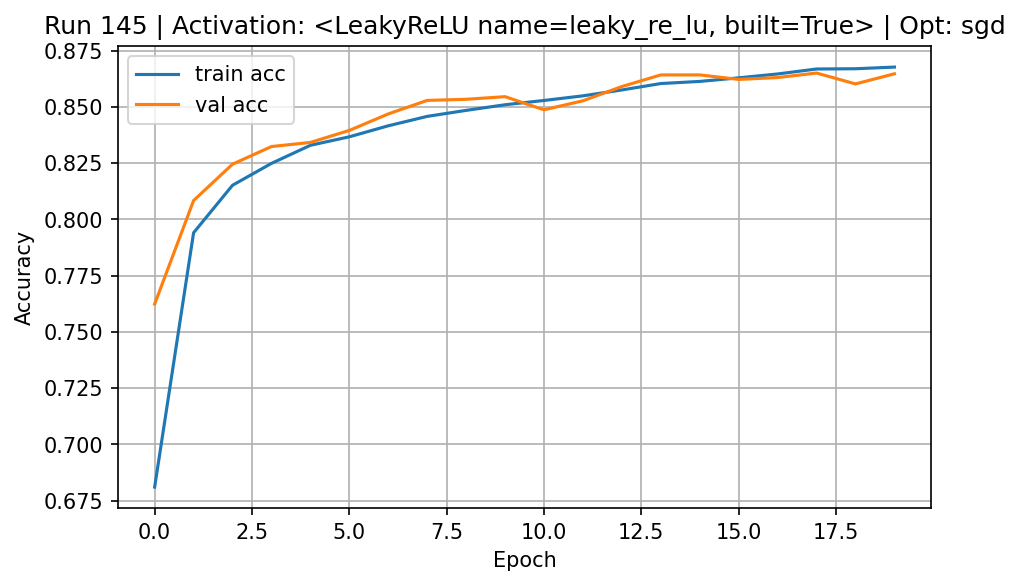 Run 145 | Activation: <LeakyReLU name=leaky_re_lu, built=True> | Opt: sgd
train acc
val acc
Accuracy
0.875
0.850
0.825
0.800
0.775
0.750
0.725
0.700
0.675
0.0 2.5 5.0 7.5 10.0 12.5 15.0 17.5
Epoch